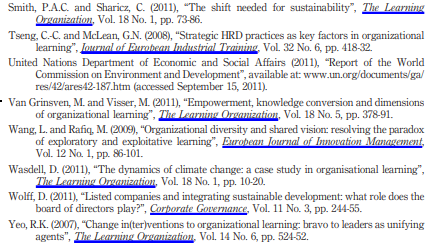 Smith, P.A.C. and Sharicz, C. (2011), “The shift needed for sustainability”, The Learning
Organization, Vol. 18 No. 1, pp. 73-86.
Tseng, C.-C. and McLean, G.N. (2008), “Strategic HRD practices as key factors in organizational
learning”, Journal of European Industrial Training, Vol. 32 No. 6, pp. 418-32.
United Nations Department of Economic and Social Affairs (2011), “Report of the World
Commission on Environment and Development”, available at: www.un.org/documents/ga/
res/42/ares42-187.htm (accessed September 15, 2011).
Van Grinsven, M. and Visser, M. (2011), “Empowerment, knowledge conversion and dimensions
of organizational learning”, The Learning Organization, Vol. 18 No. 5, pp. 378-91.
Wang, L. and Rafiq, M. (2009), “Organizational diversity and shared vision: resolving the paradox
of exploratory and exploitative learning”, European Journal of Innovation Management,
Vol. 12 No. 1, pp. 86-101.
Wasdell, D. (2011), “The dynamics of climate change: a case study in organisational learning”,
The Learning Organization, Vol. 18 No. 1, pp. 10-20.
Wolff, D. (2011), “Listed companies and integrating sustainable development: what role does the
board of directors play?”, Corporate Governance, Vol. 11 No. 3, pp. 244-55.
Yeo, R.K. (2007), “Change in(ter)ventions to organizational learning: bravo to leaders as unifying
agents”, The Learning Organization, Vol. 14 No. 6, pp. 524-52.